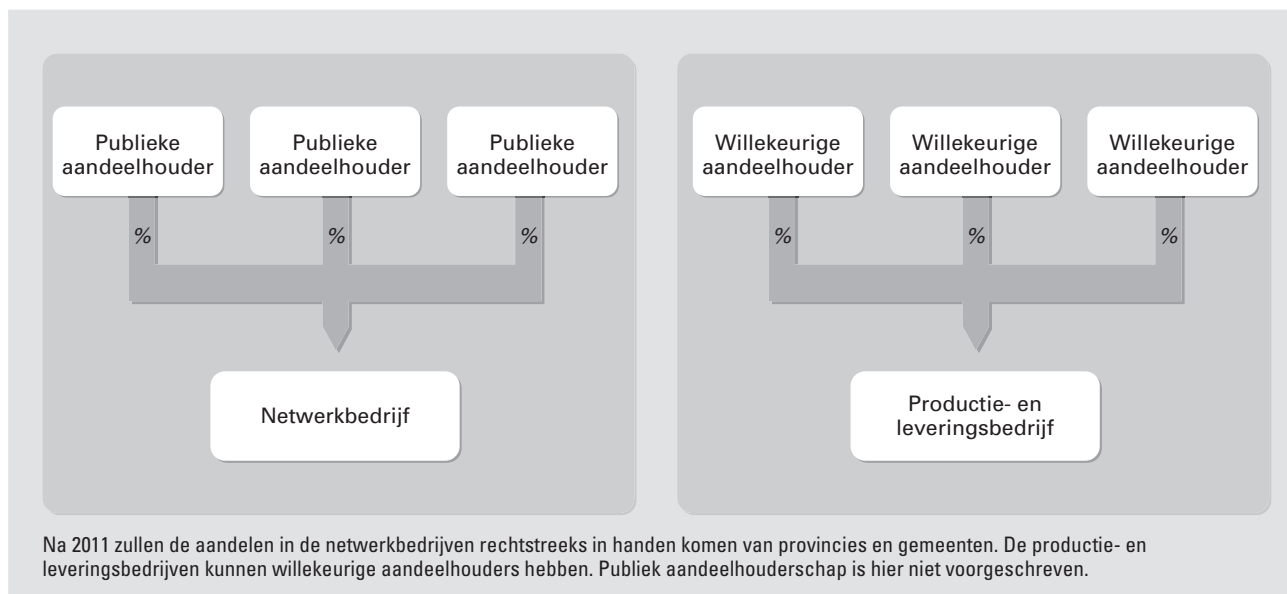 Publieke
aandeelhouder
Publieke
aandeelhouder
Publieke
aandeelhouder
%
%
%
Netwerkbedrijf
Willekeurige
aandeelhouder
Willekeurige
aandeelhouder
Willekeurige
aandeelhouder
%
%
%
Productie- en
leveringsbedrijf
Na 2011 zullen de aandelen in de netwerkbedrijven rechtstreeks in handen komen van provincies en gemeenten. De productie- en
leveringsbedrijven kunnen willekeurige aandeelhouders hebben. Publiek aandeelhouderschap is hier niet voorgeschreven.